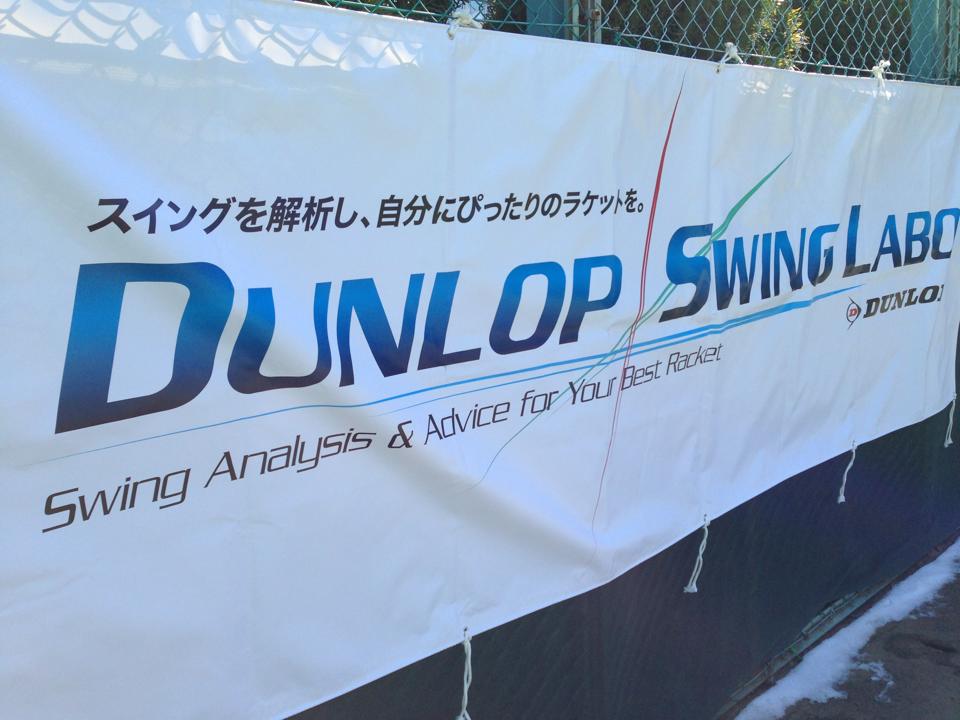 スイングを解析し、自分にぴったりのラケットを。
DUNLOP SWING LABO
DUNLOP
Swing Analysis & Advice for Your Best Racket